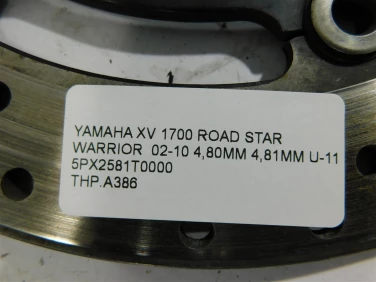 YAMAHA XV 1700 ROAD STAR
WARRIOR 02-10 4,80MM 4,81MM U-11
5PX2581T0000
THP.A386